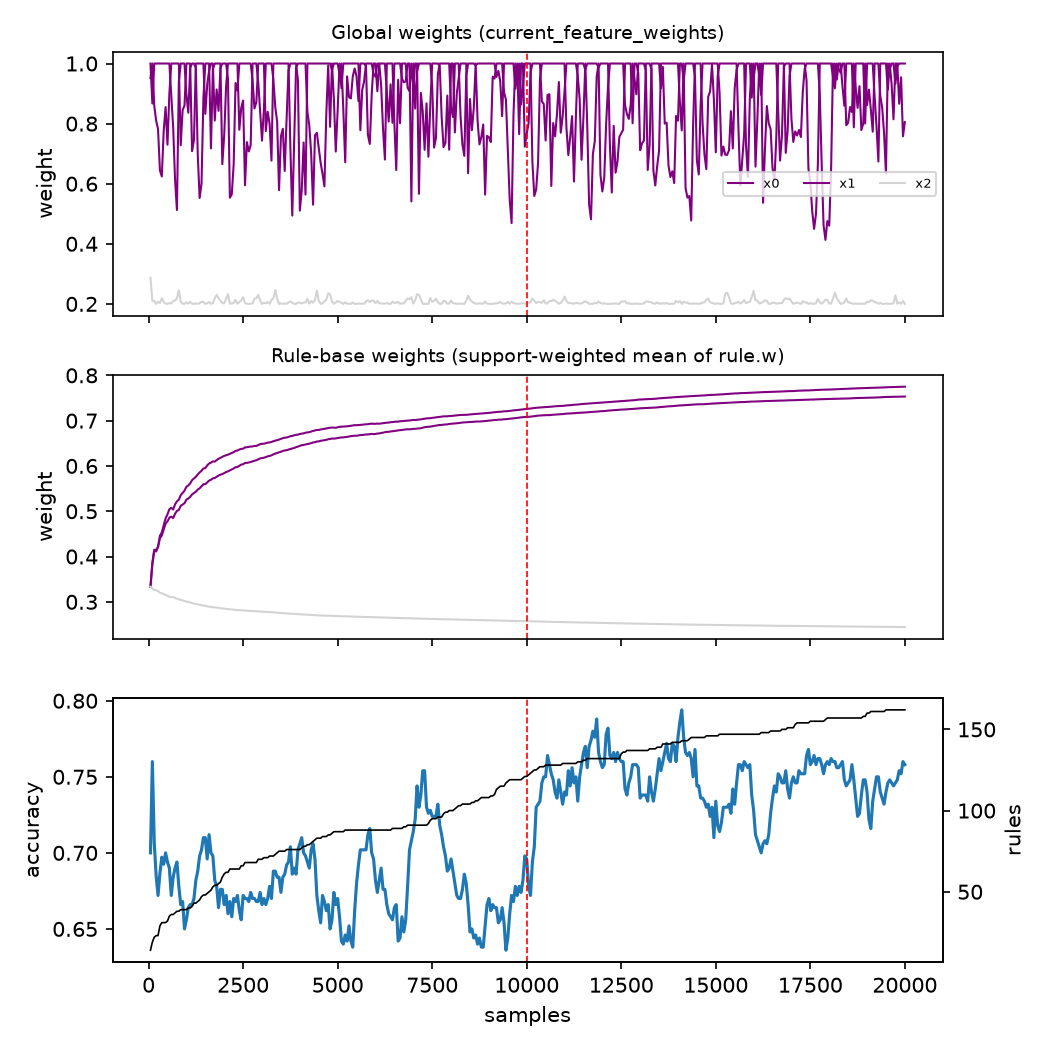 Global weights (current_feature_weights)
weight
1.0
0.8
0.6
0.4
0.2
x0 x1 x2
Rule-base weights (support-weighted mean of rule.w)
weight
0.8
0.7
0.6
0.5
0.4
0.3
accuracy
0.80
0.75
0.70
0.65
150
100
50
rules
0 2500 5000 7500 10000 12500 15000 17500 20000
samples